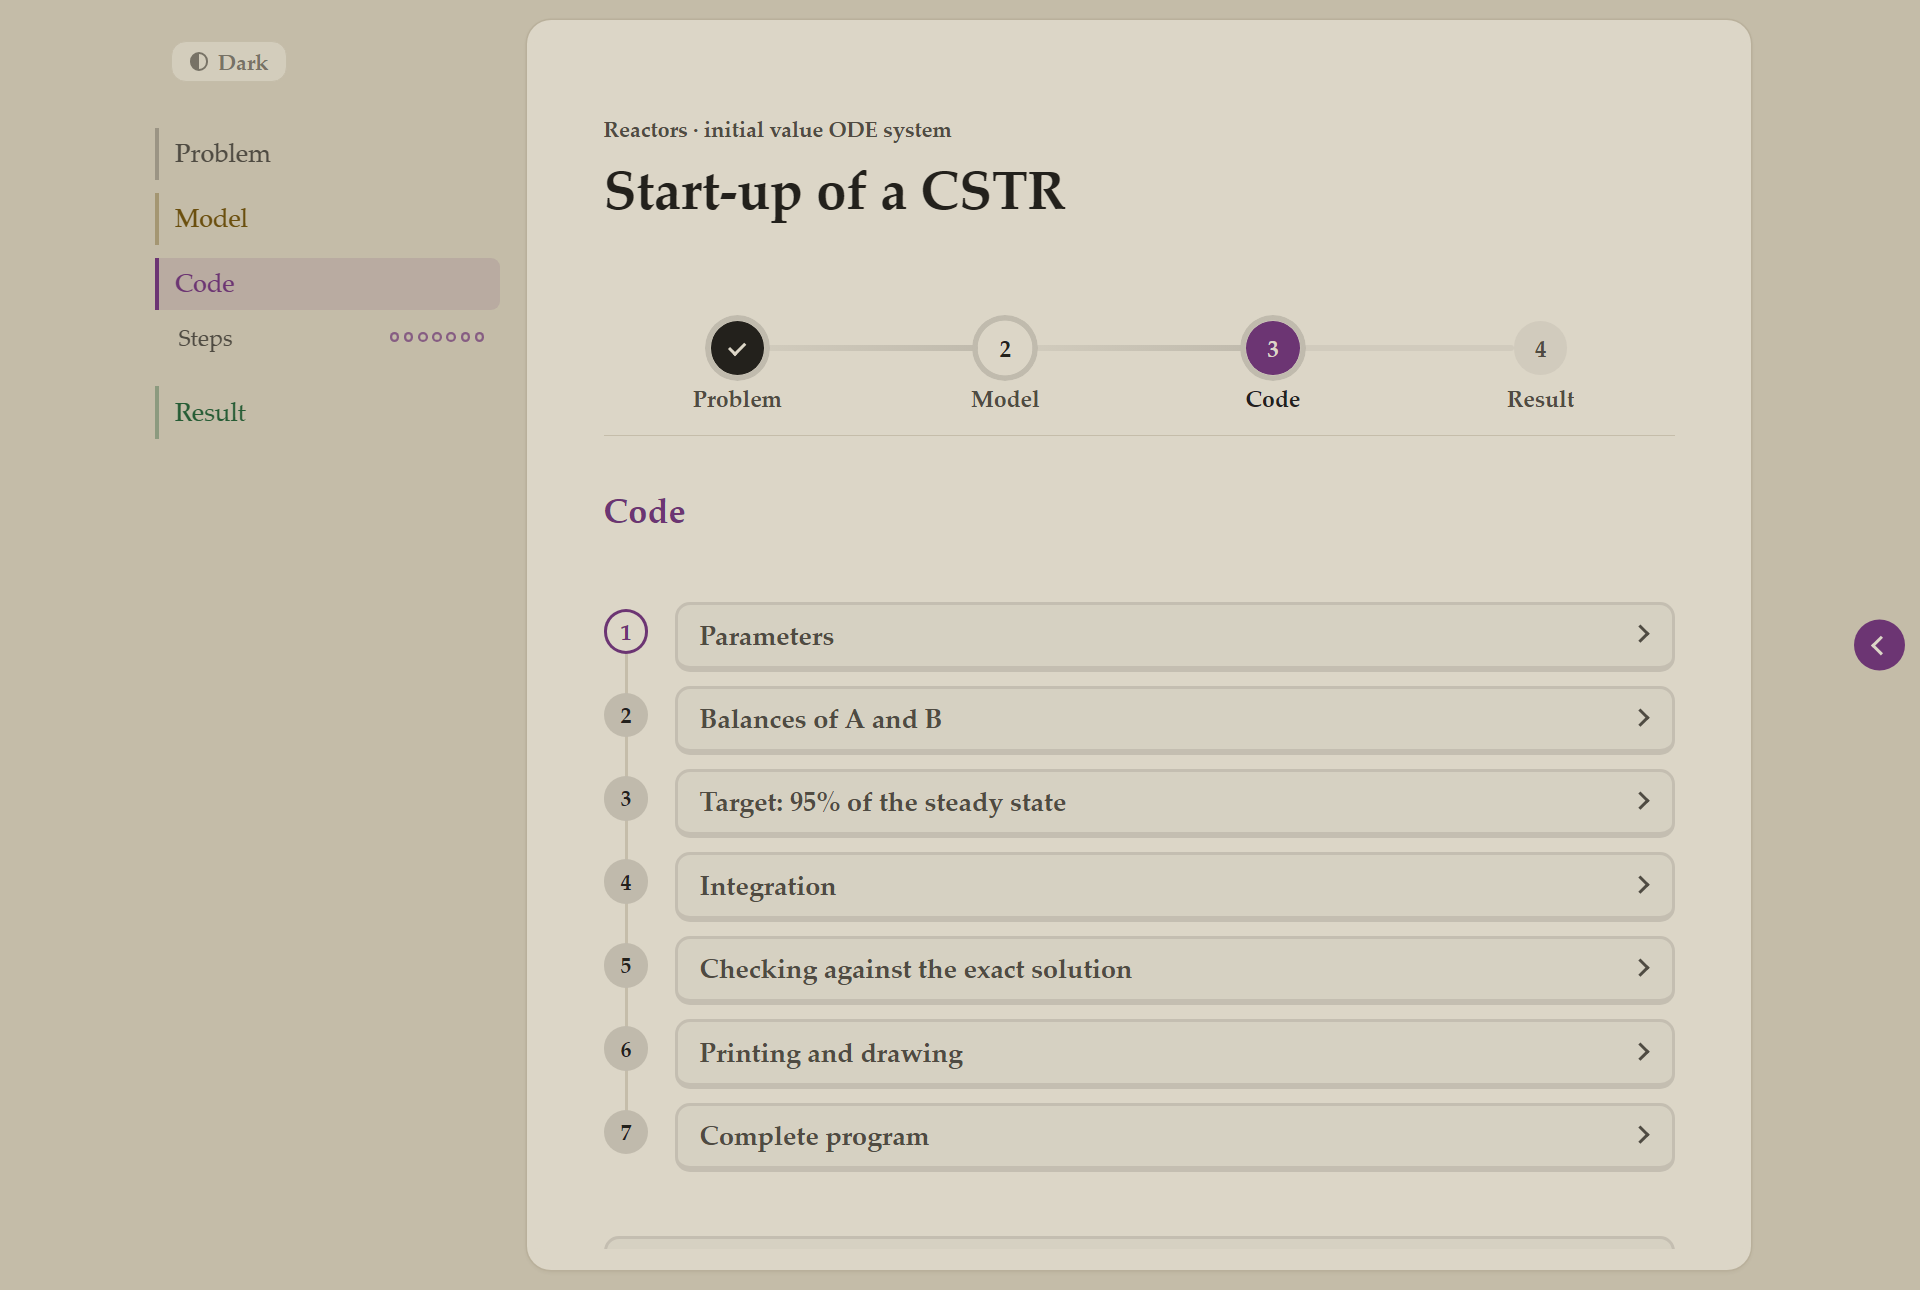 Dark
Problem
Model
Code
Steps
Result
Reactors · initial value ODE system
Start-up of a CSTR
2
3
4
Problem
Model
Code
Result
Code
1
Parameters
2
Balances of A and B
3
Target: 95% of the steady state
4
Integration
5
Checking against the exact solution
6
Printing and drawing
7
Complete program